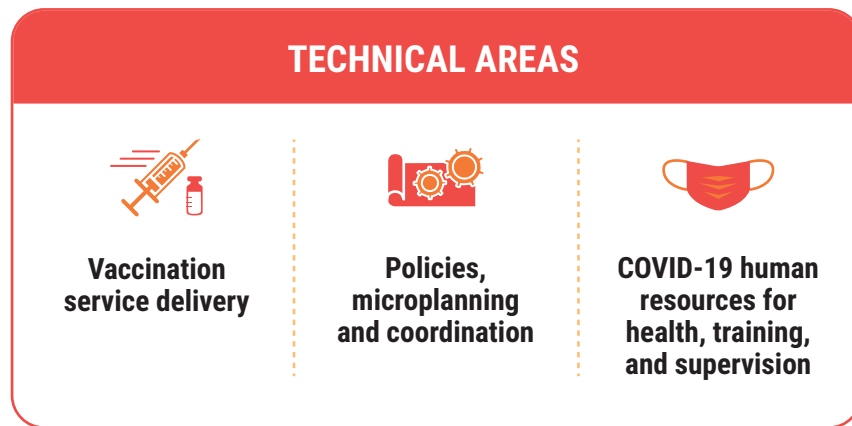 TECHNICAL AREAS
Vaccination
service delivery
Policies,
microplanning
and coordination
COVID-19 human
resources for
health, training,
and supervision